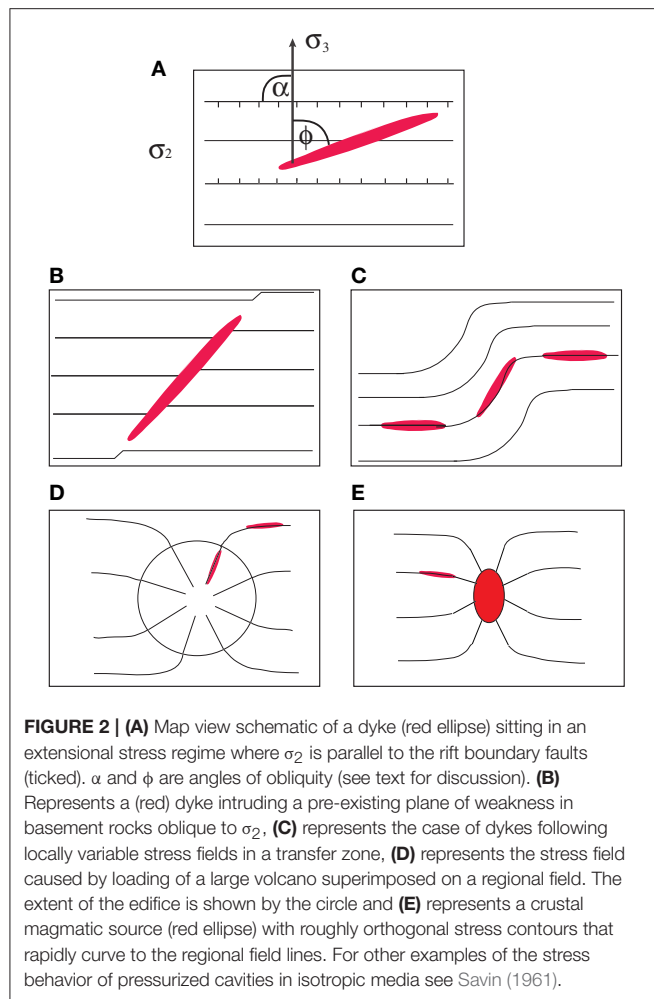 σ3
A
α
ϕ
σ2
B
C
D
E
FIGURE 2 | (A) Map view schematic of a dyke (red ellipse) sitting in an
extensional stress regime where σ2 is parallel to the rift boundary faults
(ticked). α and ϕ are angles of obliquity (see text for discussion). (B)
Represents a (red) dyke intruding a pre-existing plane of weakness in
basement rocks oblique to σ2, (C) represents the case of dykes following
locally variable stress fields in a transfer zone, (D) represents the stress field
caused by loading of a large volcano superimposed on a regional field. The
extent of the edifice is shown by the circle and (E) represents a crustal
magmatic source (red ellipse) with roughly orthogonal stress contours that
rapidly curve to the regional field lines. For other examples of the stress
behavior of pressurized cavities in isotropic media see Savin (1961).